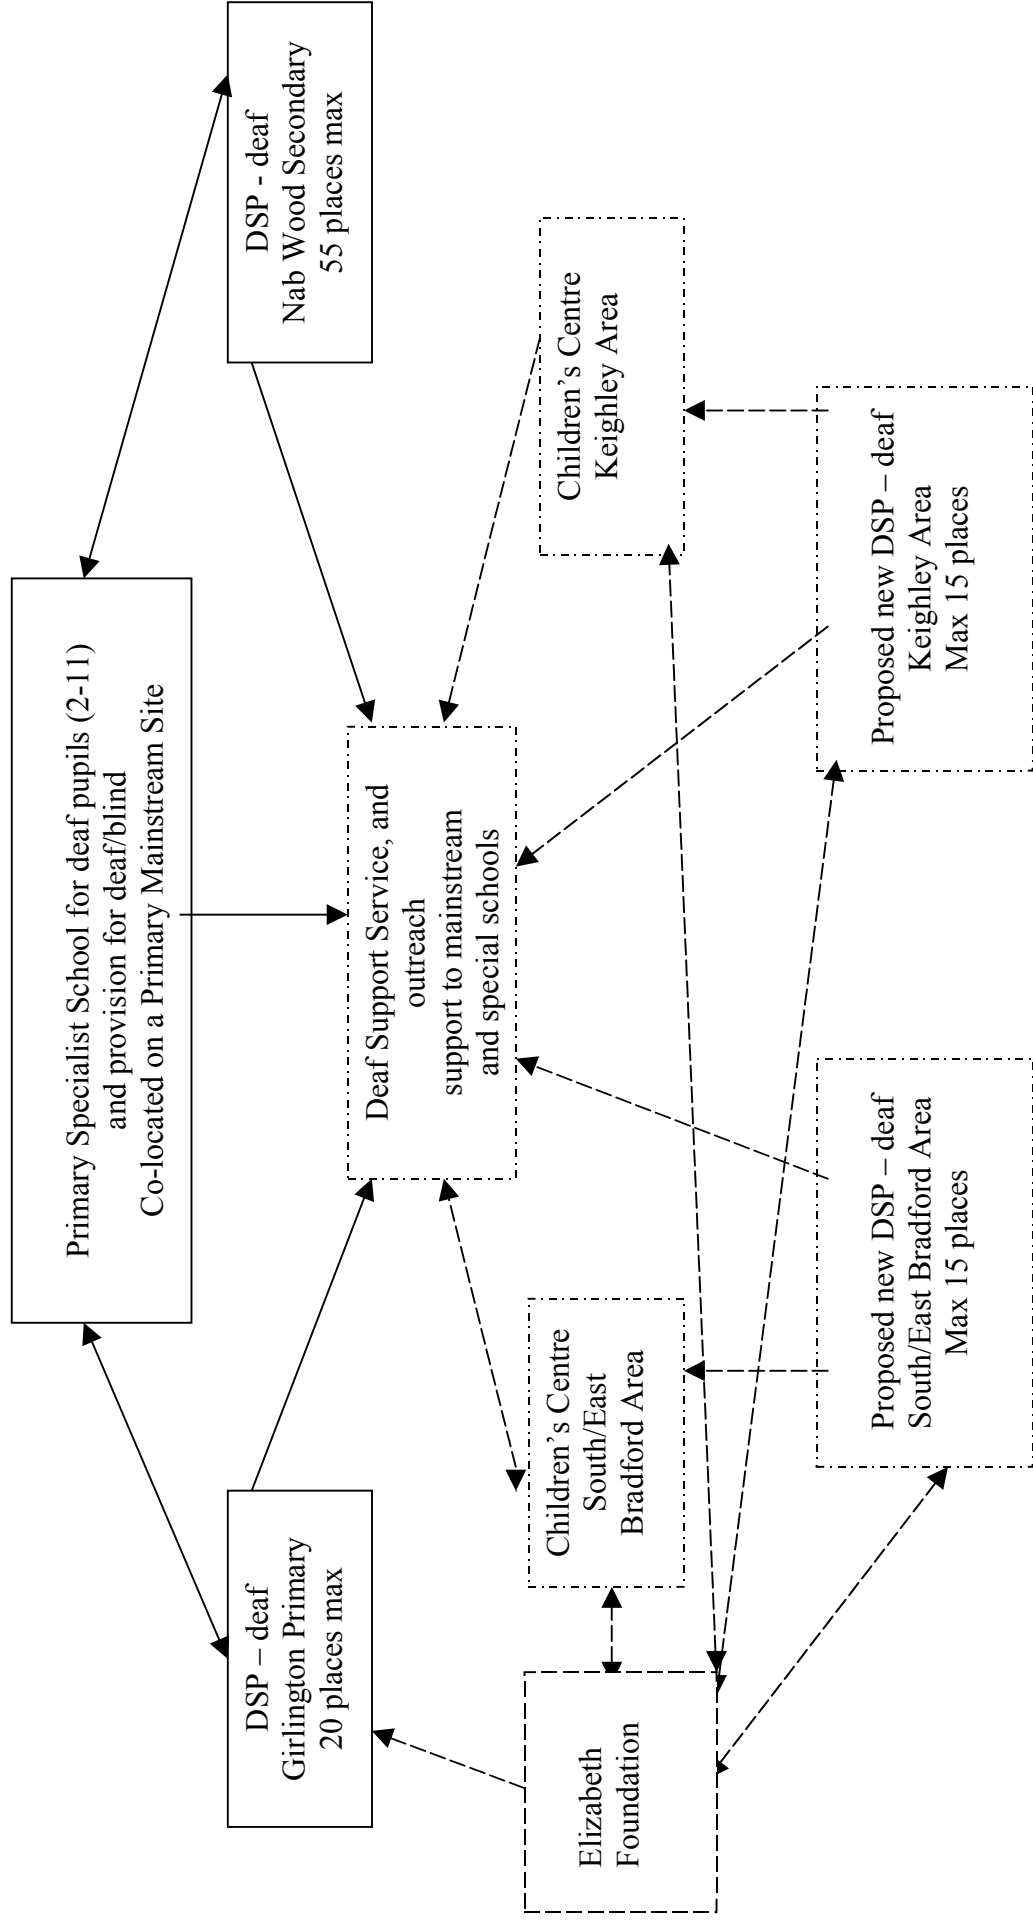 Primary Specialist School for deaf pupils (2-11)
and provision for deaf/blind
Co-located on a Primary Mainstream Site
DSP – deaf
Girlington Primary
20 places max
DSP - deaf
Nab Wood Secondary
55 places max
Deaf Support Service, and
outreach
support to mainstream
and special schools
Elizabeth
Foundation
Children’s Centre
South/East
Bradford Area
Children’s Centre
Keighley Area
Proposed new DSP – deaf
South/East Bradford Area
Max 15 places
Proposed new DSP – deaf
Keighley Area
Max 15 places